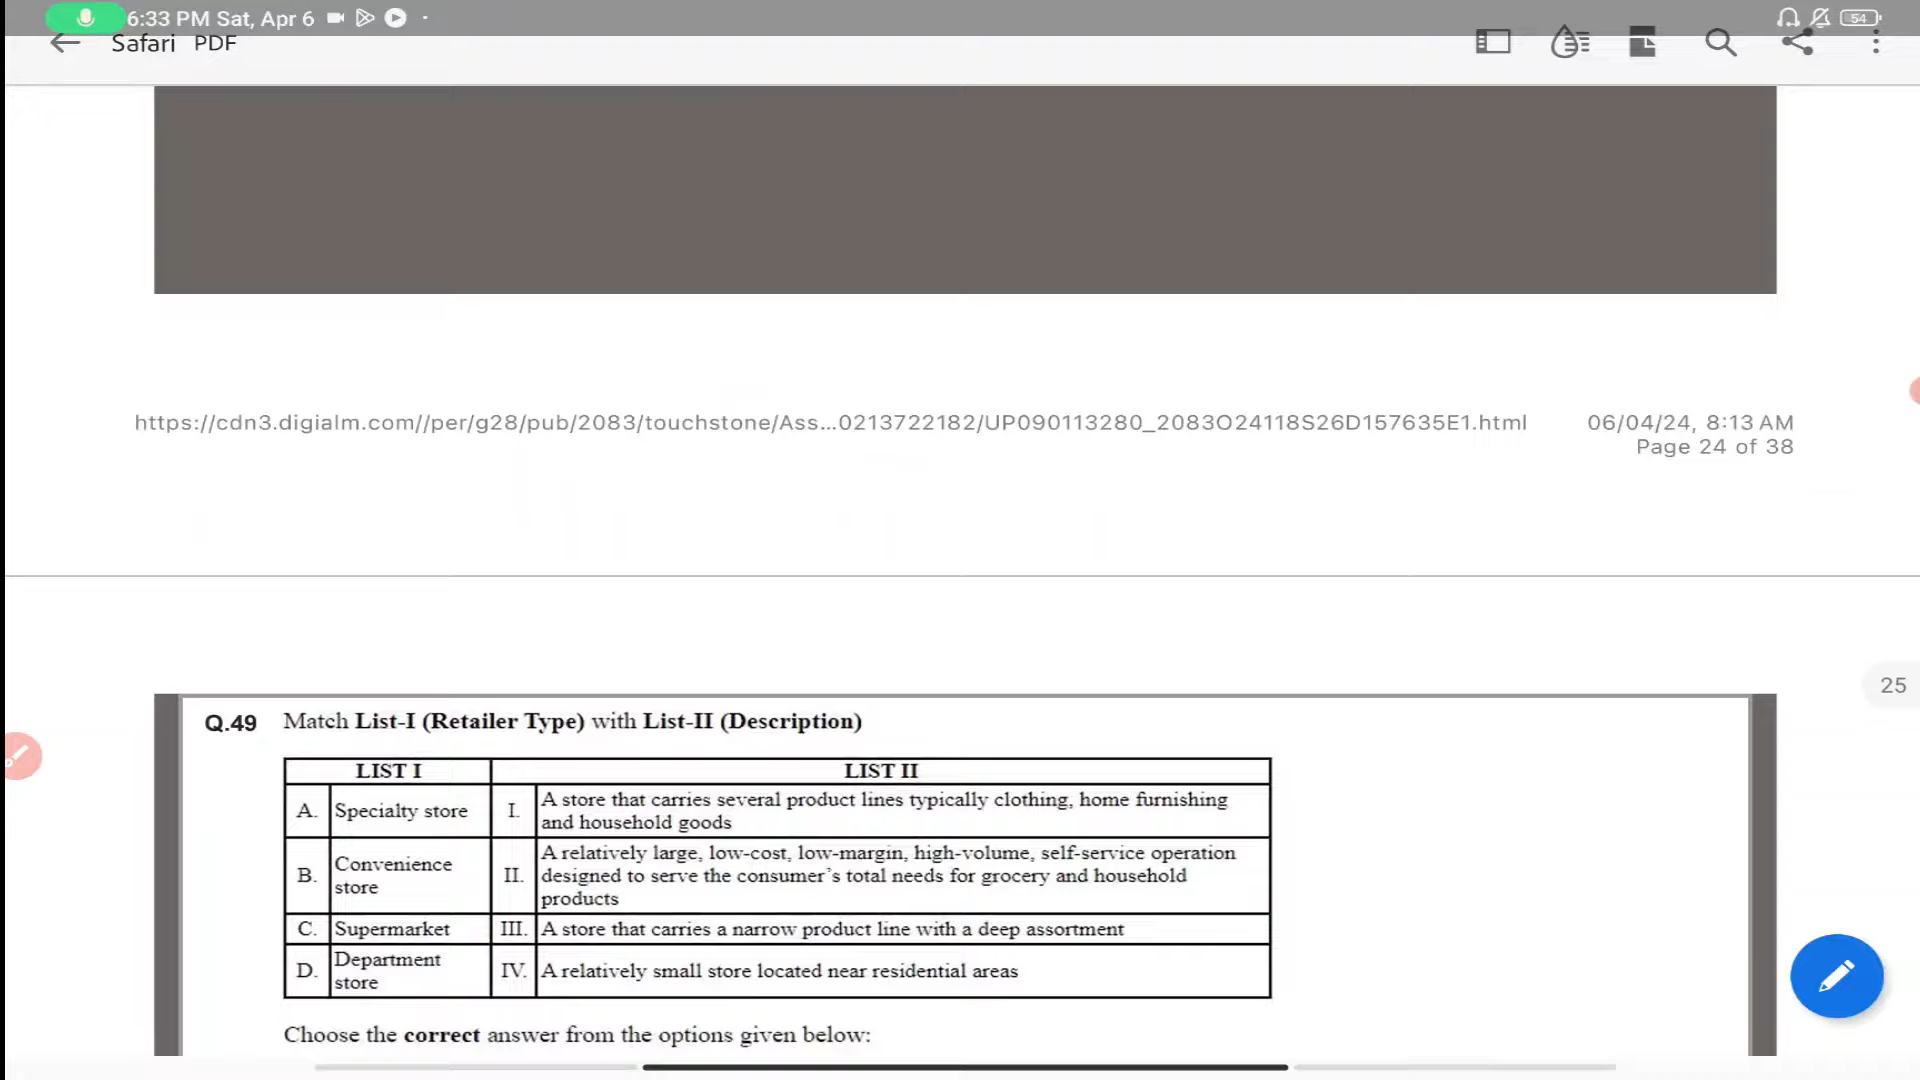 6:33 PM Sat, Apr 6
54
Safari PDF
https://cdn3.digialm.com//per/g28/pub/2083/touchstone/Ass...0213722182/UP090113280_2083O24118S26D157635E1.html 06/04/24, 8:13 AM
Page 24 of 38
25
Q.49 Match List-I (Retailer Type) with List-II (Description)
LIST I LIST II
A. Specialty store I. A store that carries several product lines typically clothing, home furnishing
and household goods
B. Convenience
store
II. A relatively large, low-cost, low-margin, high-volume, self-service operation
designed to serve the consumer's total needs for grocery and household
products
C. Supermarket III. A store that carries a narrow product line with a deep assortment
D. Department
store
IV. A relatively small store located near residential areas
Choose the correct answer from the options given below: